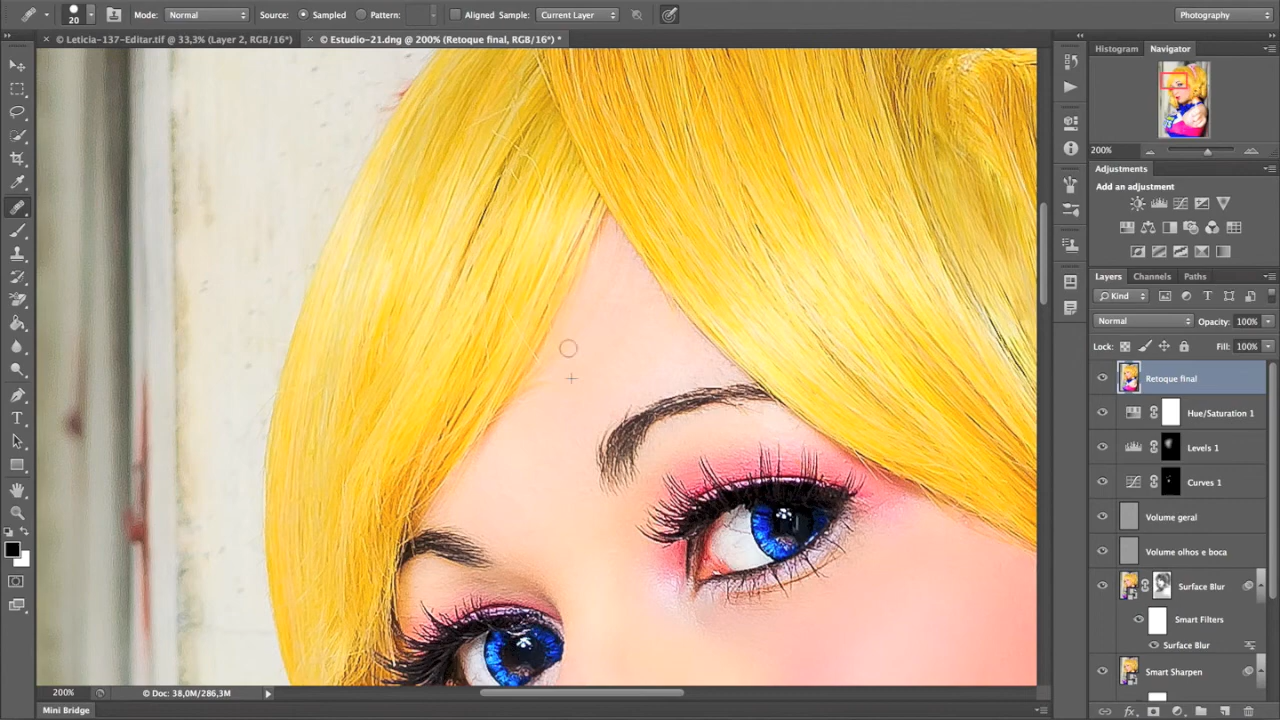 20
Mode: Normal
Source: Sampled Pattern: Aligned Sample: Current Layer
Photography
× © Leticia-137-Editar.tif @ 33,3% (Layer 2, RGB/16*)
× © Estudio-21.dng @ 200% (Retoque final, RGB/16*) *
Histogram Navigator
200%
Adjustments
Add an adjustment
Layers Channels Paths
Kind
Normal Opacity: 100%
Lock: Fill: 100%
Retoque final
Hue/Saturation 1
Levels 1
Curves 1
Volume geral
Volume olhos e boca
Surface Blur
Smart Filters
Surface Blur
Smart Sharpen
200% © Doc: 38,0M/286,3M
Mini Bridge
fx
T